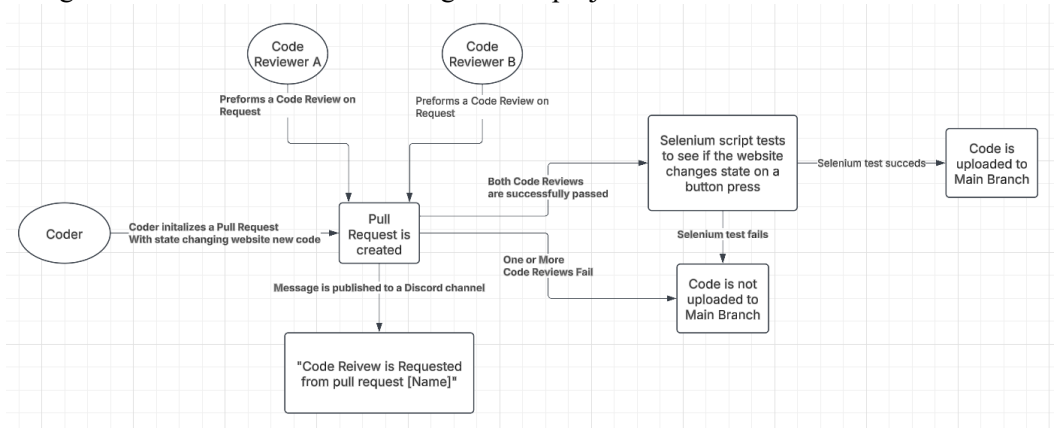 Code
Reviewer A
Code
Reviewer B
Preforms a Code Review on
Request
Preforms a Code Review on
Request
Selenium script tests
to see if the website
changes state on a
button press
Selenium test succeds
Code is
uploaded to
Main Branch
Both Code Reviews
are successfully passed
Coder
Coder initalizes a Pull Request
With state changing website new code
Pull
Request is
created
Selenium test fails
One or More
Code Reviews Fail
Code is not
uploaded to
Main Branch
Message is published to a Discord channel
"Code Reivew is Requested
from pull request [Name]"